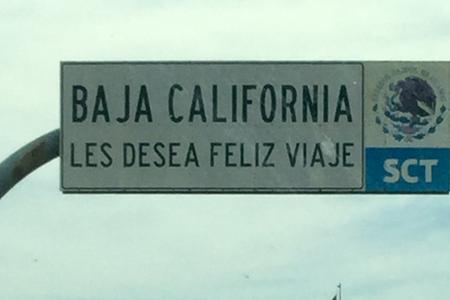 BAJA CALIFORNIA
LES DESEA FELIZ VIAJE
SCT